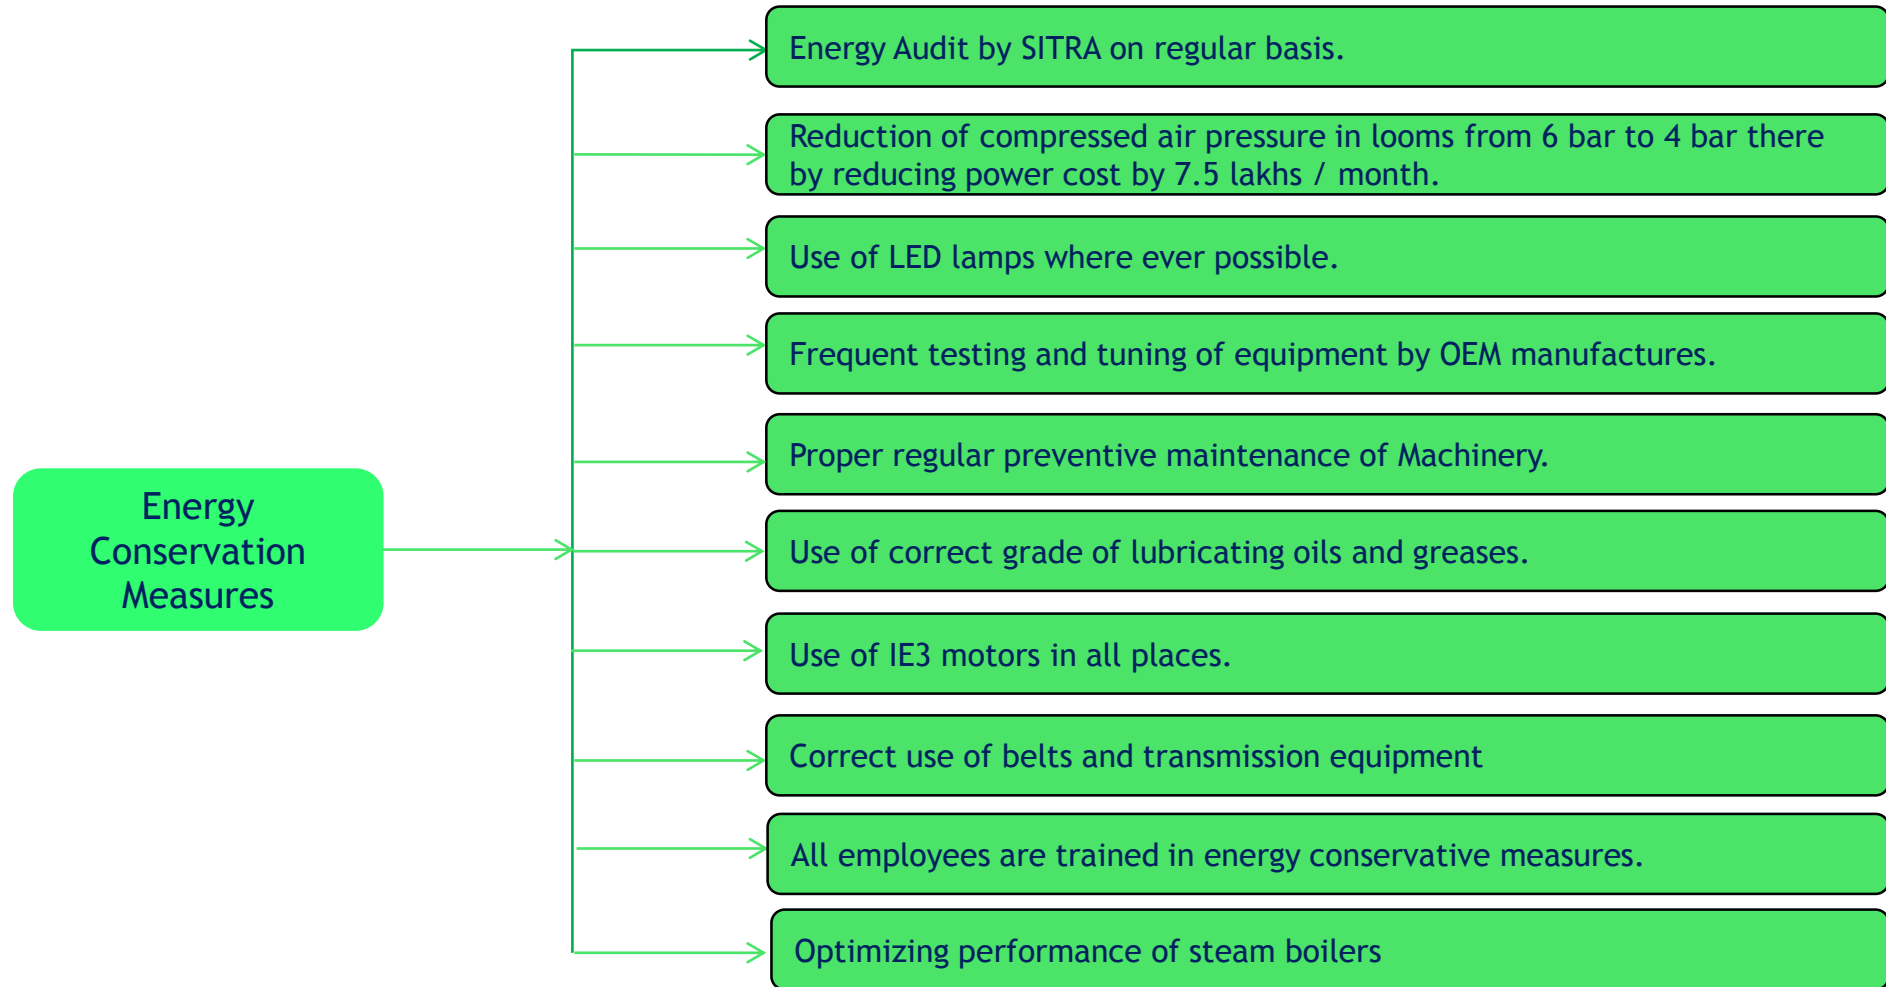 Energy Audit by SITRA on regular basis.
Reduction of compressed air pressure in looms from 6 bar to 4 bar there
by reducing power cost by 7.5 lakhs / month.
Use of LED lamps where ever possible.
Frequent testing and tuning of equipment by OEM manufactures.
Proper regular preventive maintenance of Machinery.
Energy
Conservation
Measures
Use of correct grade of lubricating oils and greases.
Use of IE3 motors in all places.
Correct use of belts and transmission equipment
All employees are trained in energy conservative measures.
Optimizing performance of steam boilers